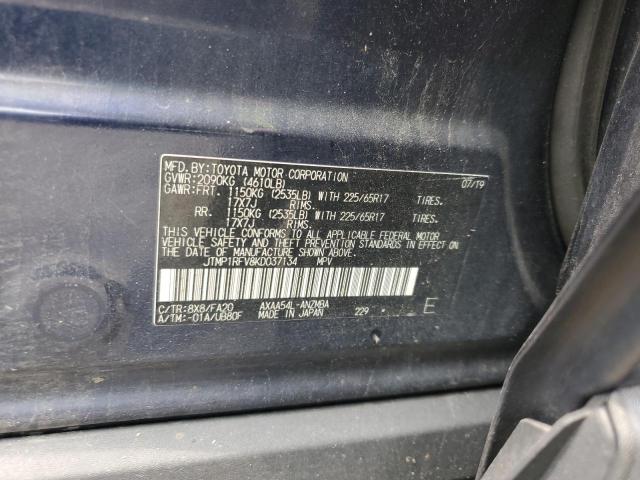 MFD. BY: TOYOTA MOTOR CORPORATION 07/19
GVWR: 2090KG (4610LB)
GAWR: FRT. 1150KG (2535LB) WITH 225/65R17 TIRES.
17X7J RIMS.
RR. 1150KG (2535LB) WITH 225/65R17 TIRES.
17X7J RIMS.
THIS VEHICLE CONFORMS TO ALL APPLICABLE FEDERAL MOTOR
VEHICLE SAFETY AND THEFT PREVENTION STANDARDS IN EFFECT ON
THE DATE OF MANUFACTURE SHOWN ABOVE.
JTMP1RFV8KD037134 MPV
C/TR: 8X8/FA20 AXAA54L-ANZMBA
A/TM: -01A/UB80F MADE IN JAPAN 229 E